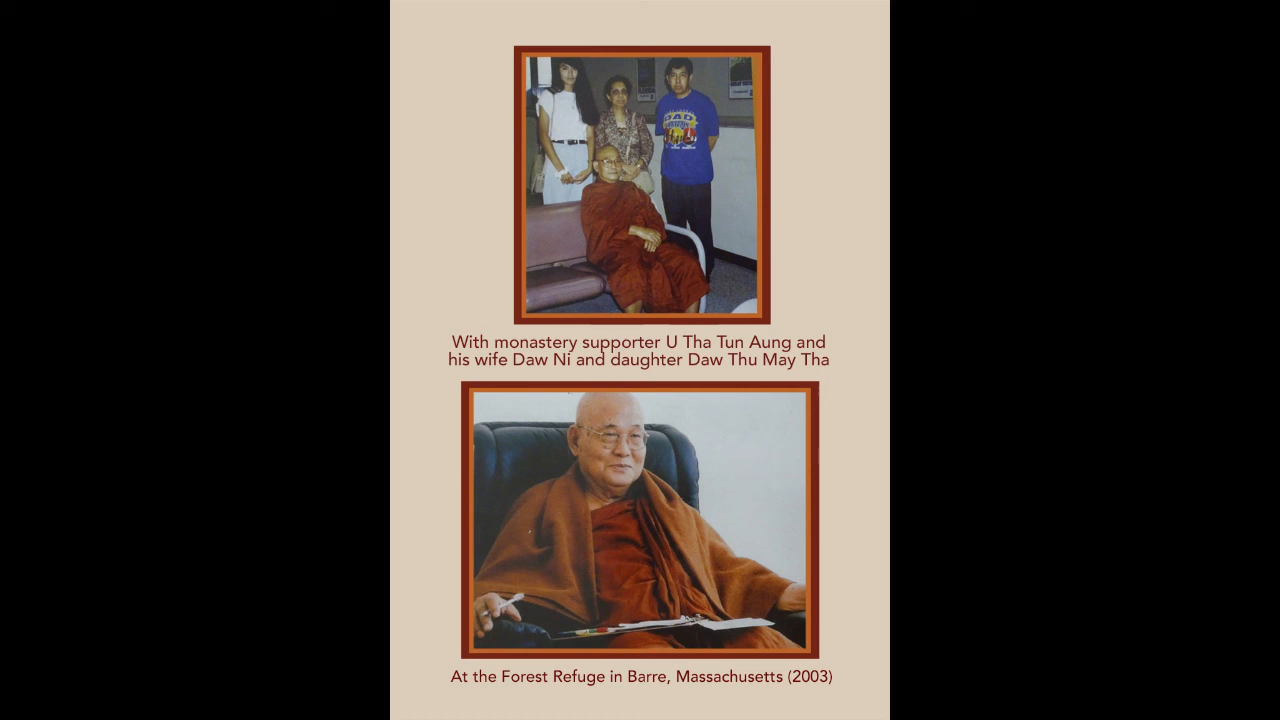 DAD
With monastery supporter U Tha Tun Aung and
his wife Daw Ni and daughter Daw Thu May Tha
At the Forest Refuge in Barre, Massachusetts (2003)